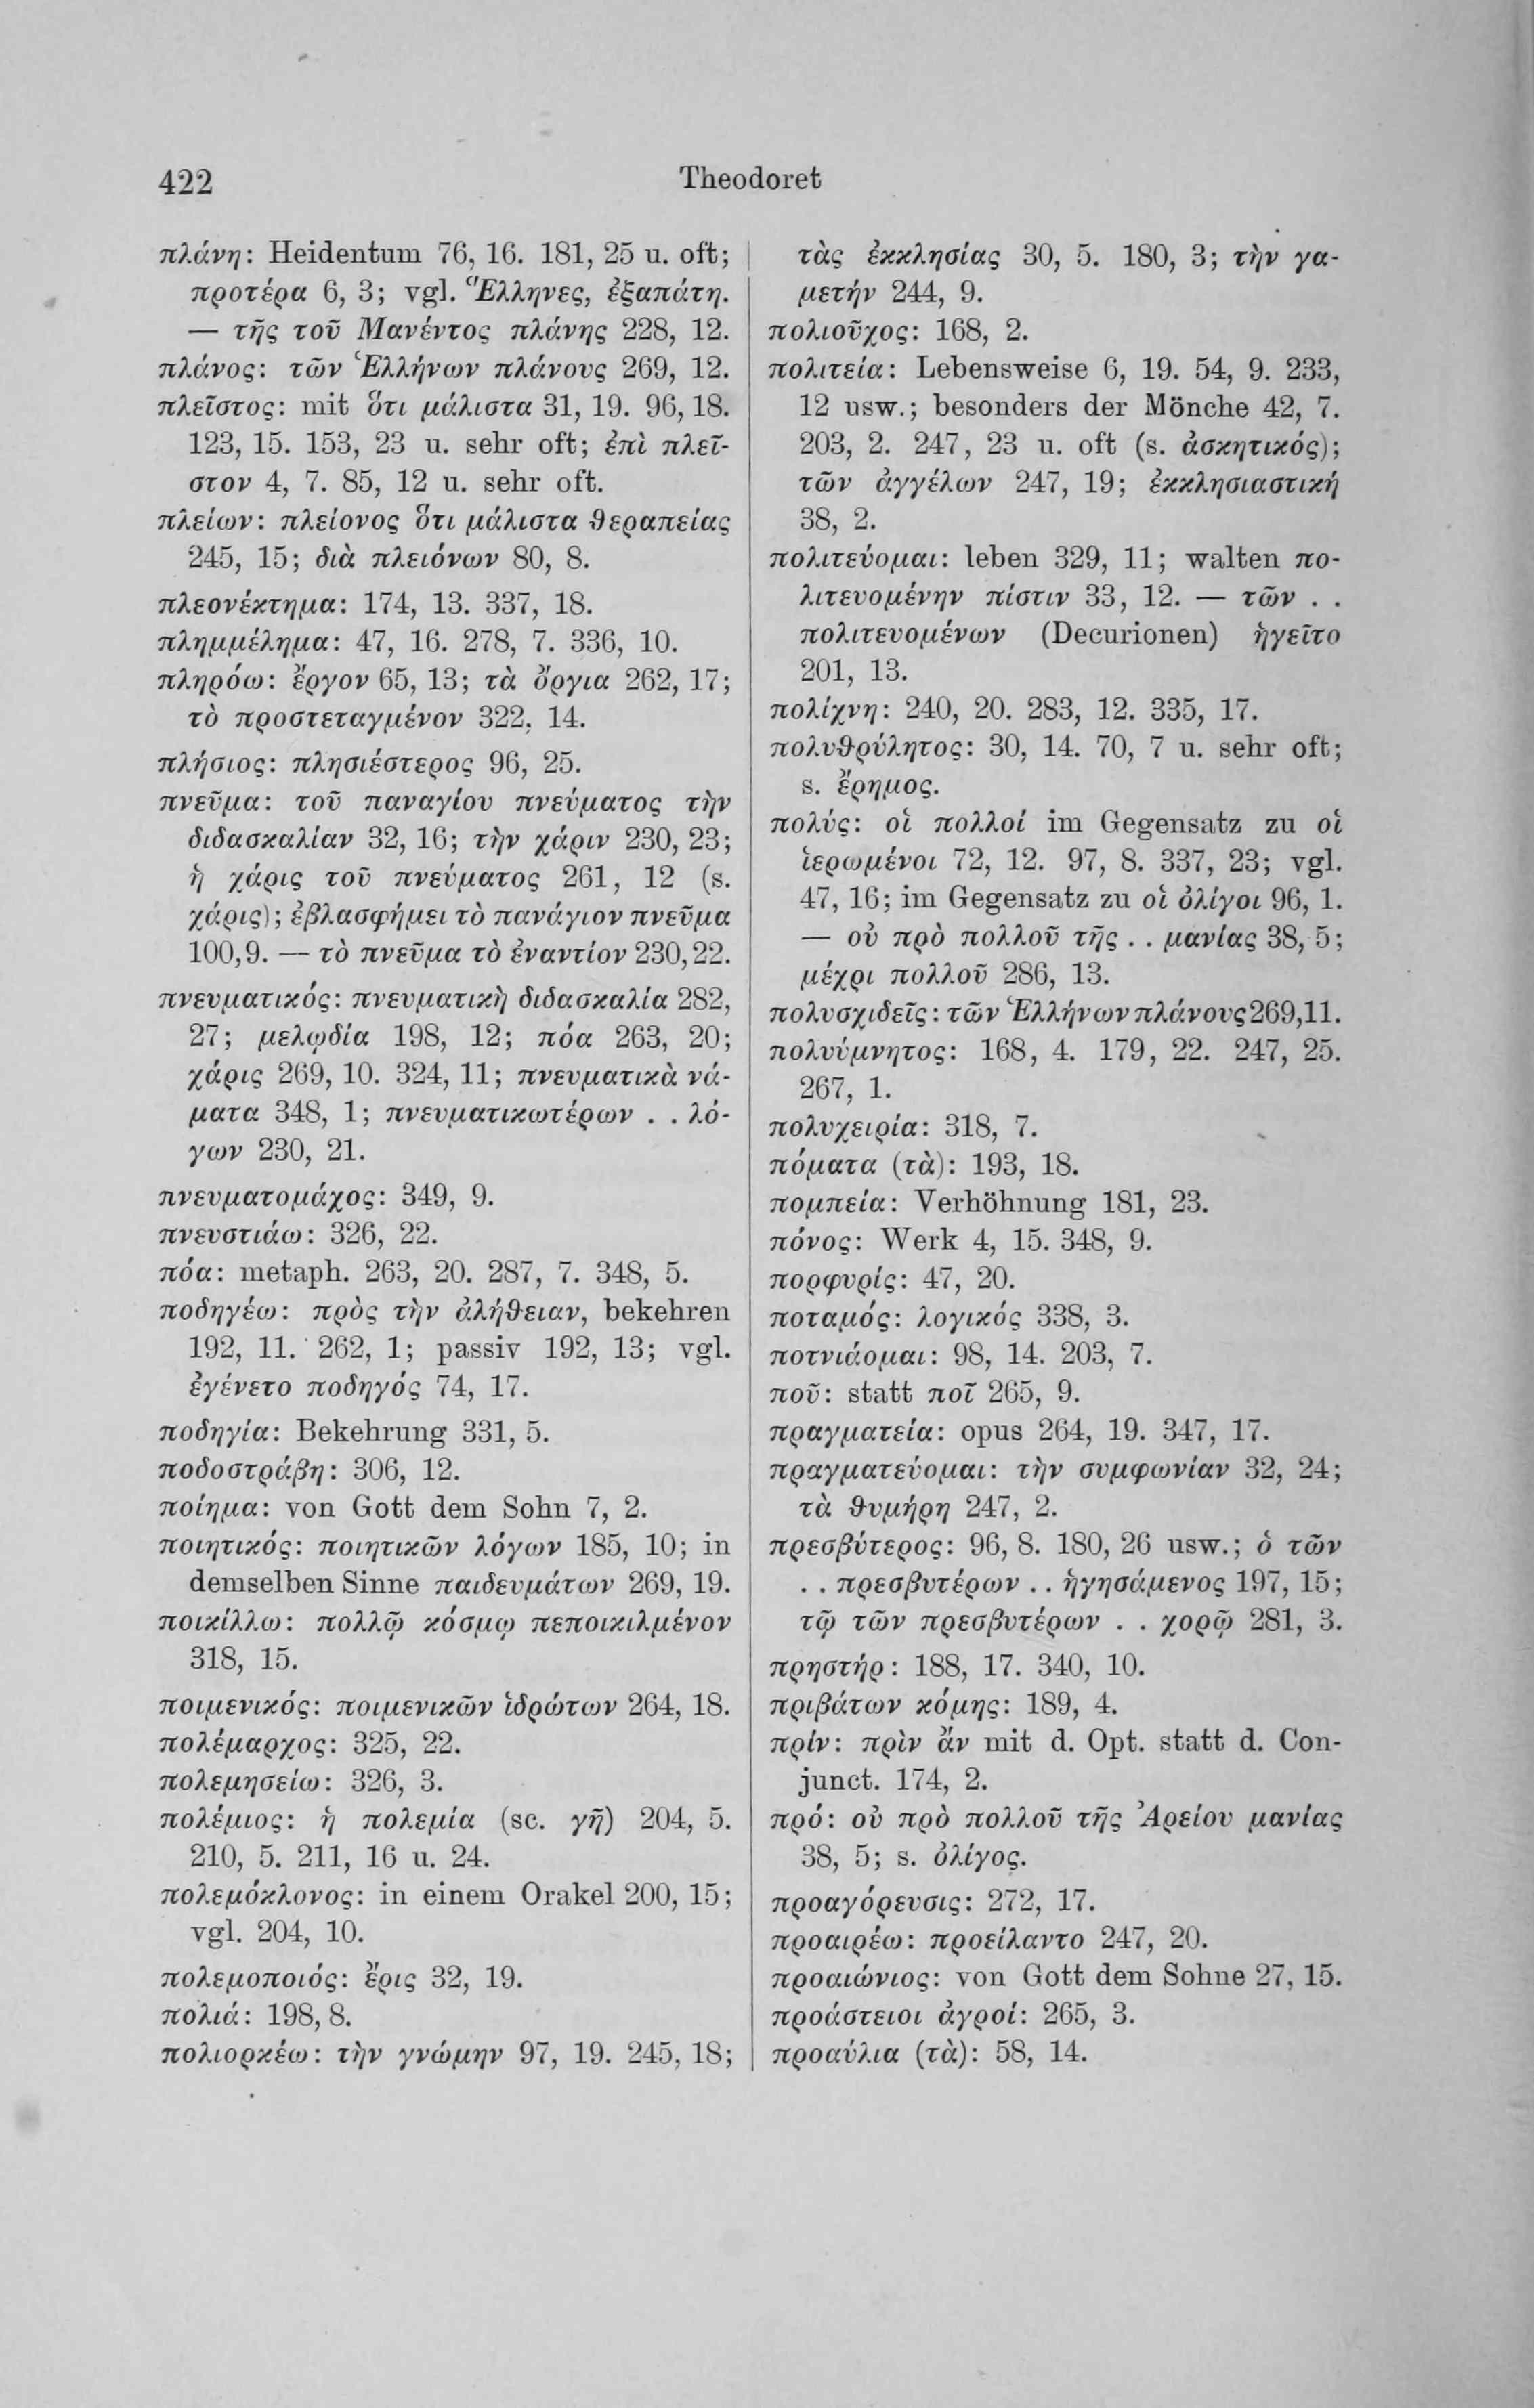 422
Theodoret
πλάνη: Heidentum 76, 16. 181, 25 u. oft;
προτέρα 6, 3; vgl. Ἕλληνες, ἐξαπάτη.
— τῆς τοῦ Μανέντος πλάνης 228, 12.
πλάνος: τῶν Ἑλλήνων πλάνους 269, 12.
πλεῖστος: mit ὅτι μάλιστα 31, 19. 96, 18.
123, 15. 153, 23 u. sehr oft; ἐπὶ πλεῖ-
στον 4, 7. 85, 12 u. sehr oft.
πλείων: πλείονος ὅτι μάλιστα θεραπείας
245, 15; διὰ πλειόνων 80, 8.
πλεονέκτημα: 174, 13. 337, 18.
πλημμέλημα: 47, 16. 278, 7. 336, 10.
πληρόω: ἔργον 65, 13; τὰ ὄργια 262, 17;
τὸ προστεταγμένον 322, 14.
πλήσιος: πλησιέστερος 96, 25.
πνεῦμα: τοῦ παναγίου πνεύματος τὴν
διδασκαλίαν 32, 16; τὴν χάριν 230, 23;
ἡ χάρις τοῦ πνεύματος 261, 12 (s.
χάρις); ἐβλασφήμει τὸ πανάγιον πνεῦμα
100, 9. — τὸ πνεῦμα τὸ ἐναντίον 230, 22.
πνευματικός: πνευματικὴ διδασκαλία 282,
27; μελῳδία 198, 12; πόα 263, 20;
χάρις 269, 10. 324, 11; πνευματικὰ νά-
ματα 348, 1; πνευματικωτέρων . . λό-
γων 230, 21.
πνευματομάχος: 349, 9.
πνευστιάω: 326, 22.
πόα: metaph. 263, 20. 287, 7. 348, 5.
ποδηγέω: πρὸς τὴν ἀλήθειαν, bekehren
192, 11. 262, 1; passiv 192, 13; vgl.
ἐγένετο ποδηγός 74, 17.
ποδηγία: Bekehrung 331, 5.
ποδοστράβη: 306, 12.
ποίημα: von Gott dem Sohn 7, 2.
ποιητικός: ποιητικῶν λόγων 185, 10; in
demselben Sinne παιδευμάτων 269, 19.
ποικίλλω: πολλῷ κόσμῳ πεποικιλμένον
318, 15.
ποιμενικός: ποιμενικῶν ἱδρώτων 264, 18.
πολέμαρχος: 325, 22.
πολεμησείω: 326, 3.
πολέμιος: ἡ πολεμία (sc. γῆ) 204, 5.
210, 5. 211, 16 u. 24.
πολεμόκλονος: in einem Orakel 200, 15;
vgl. 204, 10.
πολεμοποιός: ἔρις 32, 19.
πολιά: 198, 8.
πολιορκέω: τὴν γνώμην 97, 19. 245, 18;
τὰς ἐκκλησίας 30, 5. 180, 3; τὴν γα-
μετήν 244, 9.
πολιοῦχος: 168, 2.
πολιτεία: Lebensweise 6, 19. 54, 9. 233,
12 usw.; besonders der Mönche 42, 7.
203, 2. 247, 23 u. oft (s. ἀσκητικός);
τῶν ἀγγέλων 247, 19; ἐκκλησιαστική
38, 2.
πολιτεύομαι: leben 329, 11; walten πο-
λιτευομένην πίστιν 33, 12. — τῶν . .
πολιτευομένων (Decurionen) ἡγεῖτο
201, 13.
πολίχνη: 240, 20. 283, 12. 335, 17.
πολυθρύλητος: 30, 14. 70, 7 u. sehr oft;
s. ἔρημος.
πολύς: οἱ πολλοί im Gegensatz zu οἱ
ἱερωμένοι 72, 12. 97, 8. 337, 23; vgl.
47, 16; im Gegensatz zu οἱ ὀλίγοι 96, 1.
— οὐ πρὸ πολλοῦ τῆς . . μανίας 38, 5;
μέχρι πολλοῦ 286, 13.
πολυσχιδεῖς: τῶν Ἑλλήνων πλάνους 269, 11.
πολυύμνητος: 168, 4. 179, 22. 247, 25.
267, 1.
πολυχειρία: 318, 7.
πόματα (τὰ): 193, 18.
πομπεία: Verhöhnung 181, 23.
πόνος: Werk 4, 15. 348, 9.
πορφυρίς: 47, 20.
ποταμός: λογικός 338, 3.
ποτνιάομαι: 98, 14. 203, 7.
ποῦ: statt ποῖ 265, 9.
πραγματεία: opus 264, 19. 347, 17.
πραγματεύομαι: τὴν συμφωνίαν 32, 24;
τὰ θυμήρη 247, 2.
πρεσβύτερος: 96, 8. 180, 26 usw.; ὁ τῶν
. . πρεσβυτέρων . . ἡγησάμενος 197, 15;
τῷ τῶν πρεσβυτέρων . . χορῷ 281, 3.
πρηστήρ: 188, 17. 340, 10.
πριβάτων κόμης: 189, 4.
πρίν: πρὶν ἄν mit d. Opt. statt d. Con-
junct. 174, 2.
πρό: οὐ πρὸ πολλοῦ τῆς Ἀρείου μανίας
38, 5; s. ὀλίγος.
προαγόρευσις: 272, 17.
προαιρέω: προείλαντο 247, 20.
προαιώνιος: von Gott dem Sohne 27, 15.
προάστειοι ἀγροί: 265, 3.
προαύλια (τὰ): 58, 14.